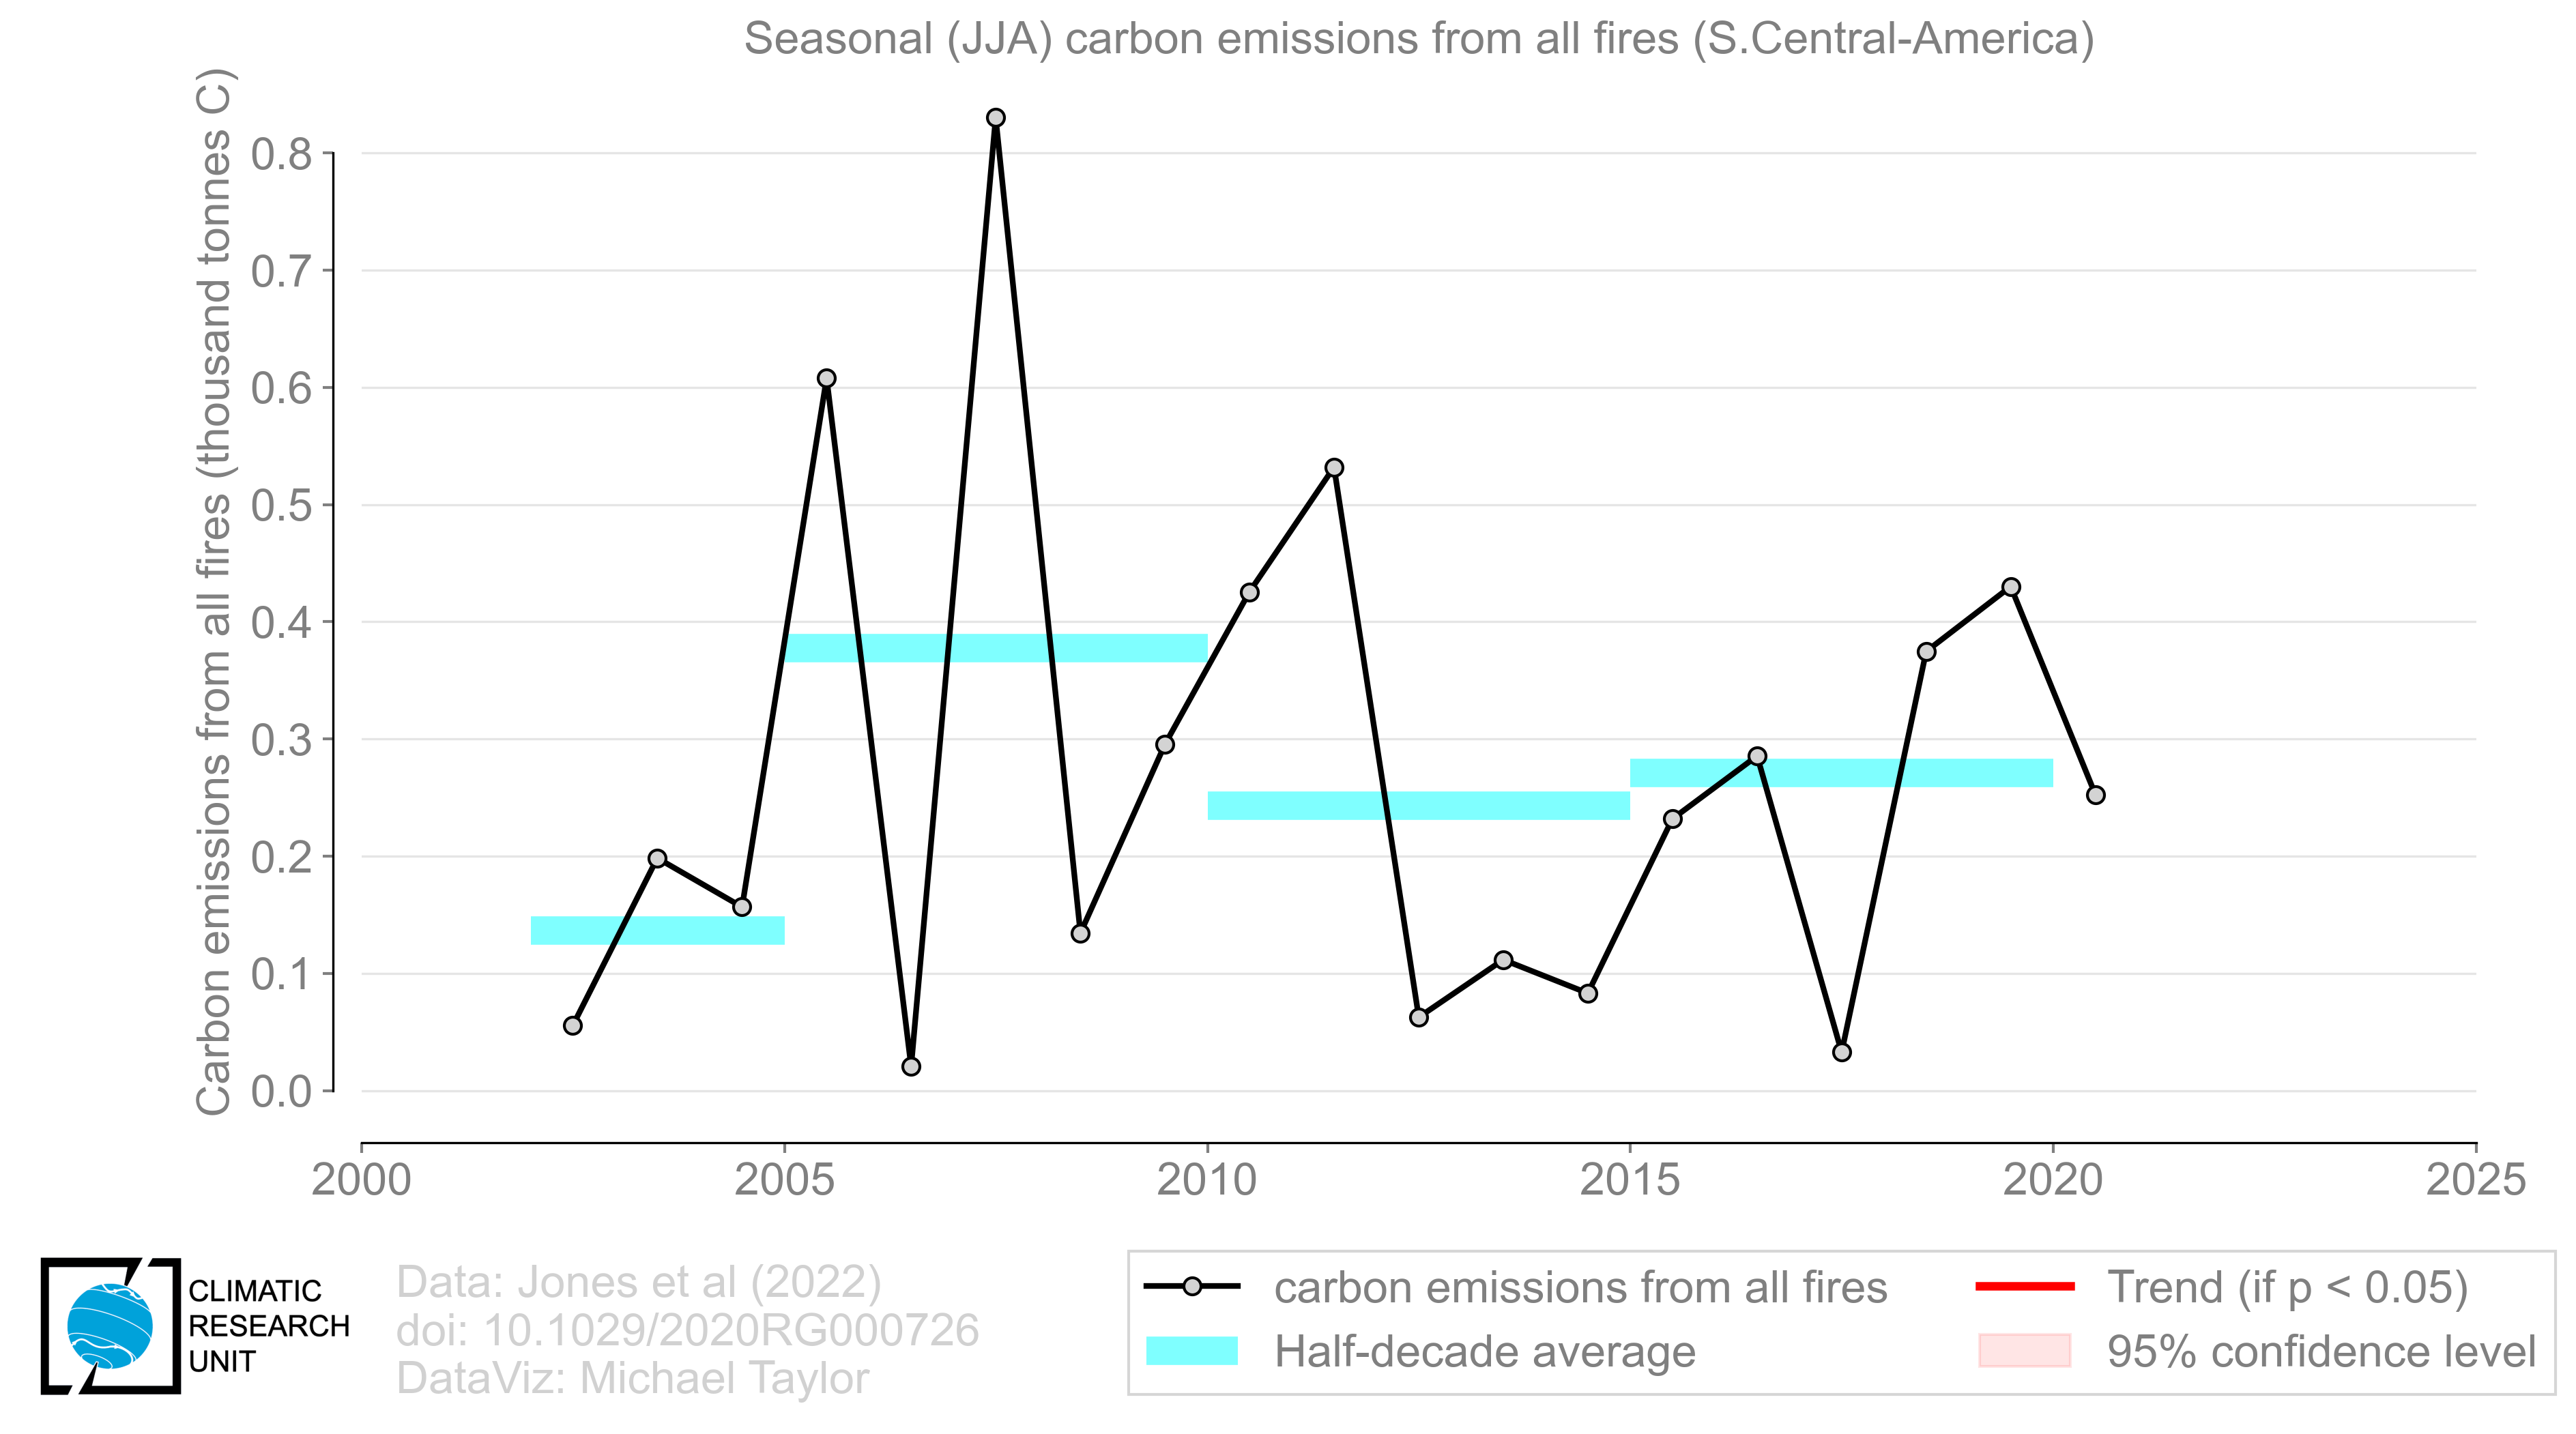 Seasonal (JJA) carbon emissions from all fires (S.Central-America)
Carbon emissions from all fires (thousand tonnes C)
0.8
0.7
0.6
0.5
0.4
0.3
0.2
0.1
0.0
2000 2005 2010 2015 2020 2025
CLIMATIC
RESEARCH
UNIT
Data: Jones et al (2022)
doi: 10.1029/2020RG000726
DataViz: Michael Taylor
carbon emissions from all fires
Half-decade average
Trend (if p < 0.05)
95% confidence level